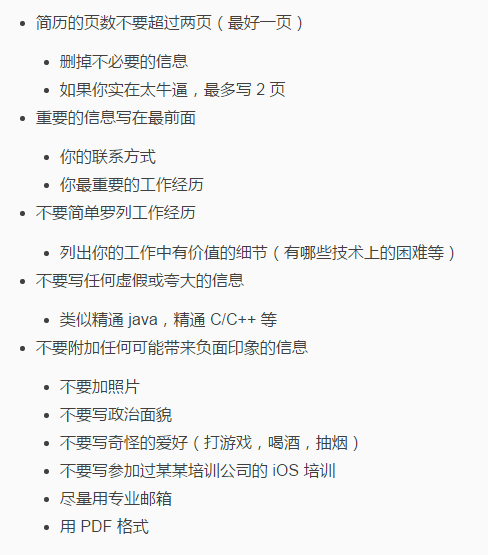 简历的页数不要超过两页（最好一页）
删掉不必要的信息
如果你实在太牛逼，最多写 2 页
重要的信息写在最前面
你的联系方式
你最重要的工作经历
不要简单罗列工作经历
列出你的工作中有价值的细节（有哪些技术上的困难等）
不要写任何虚假或夸大的信息
类似精通 java，精通 C/C++ 等
不要附加任何可能带来负面印象的信息
不要加照片
不要写政治面貌
不要写奇怪的爱好（打游戏，喝酒，抽烟）
不要写参加过某某培训公司的 iOS 培训
尽量用专业邮箱
用 PDF 格式